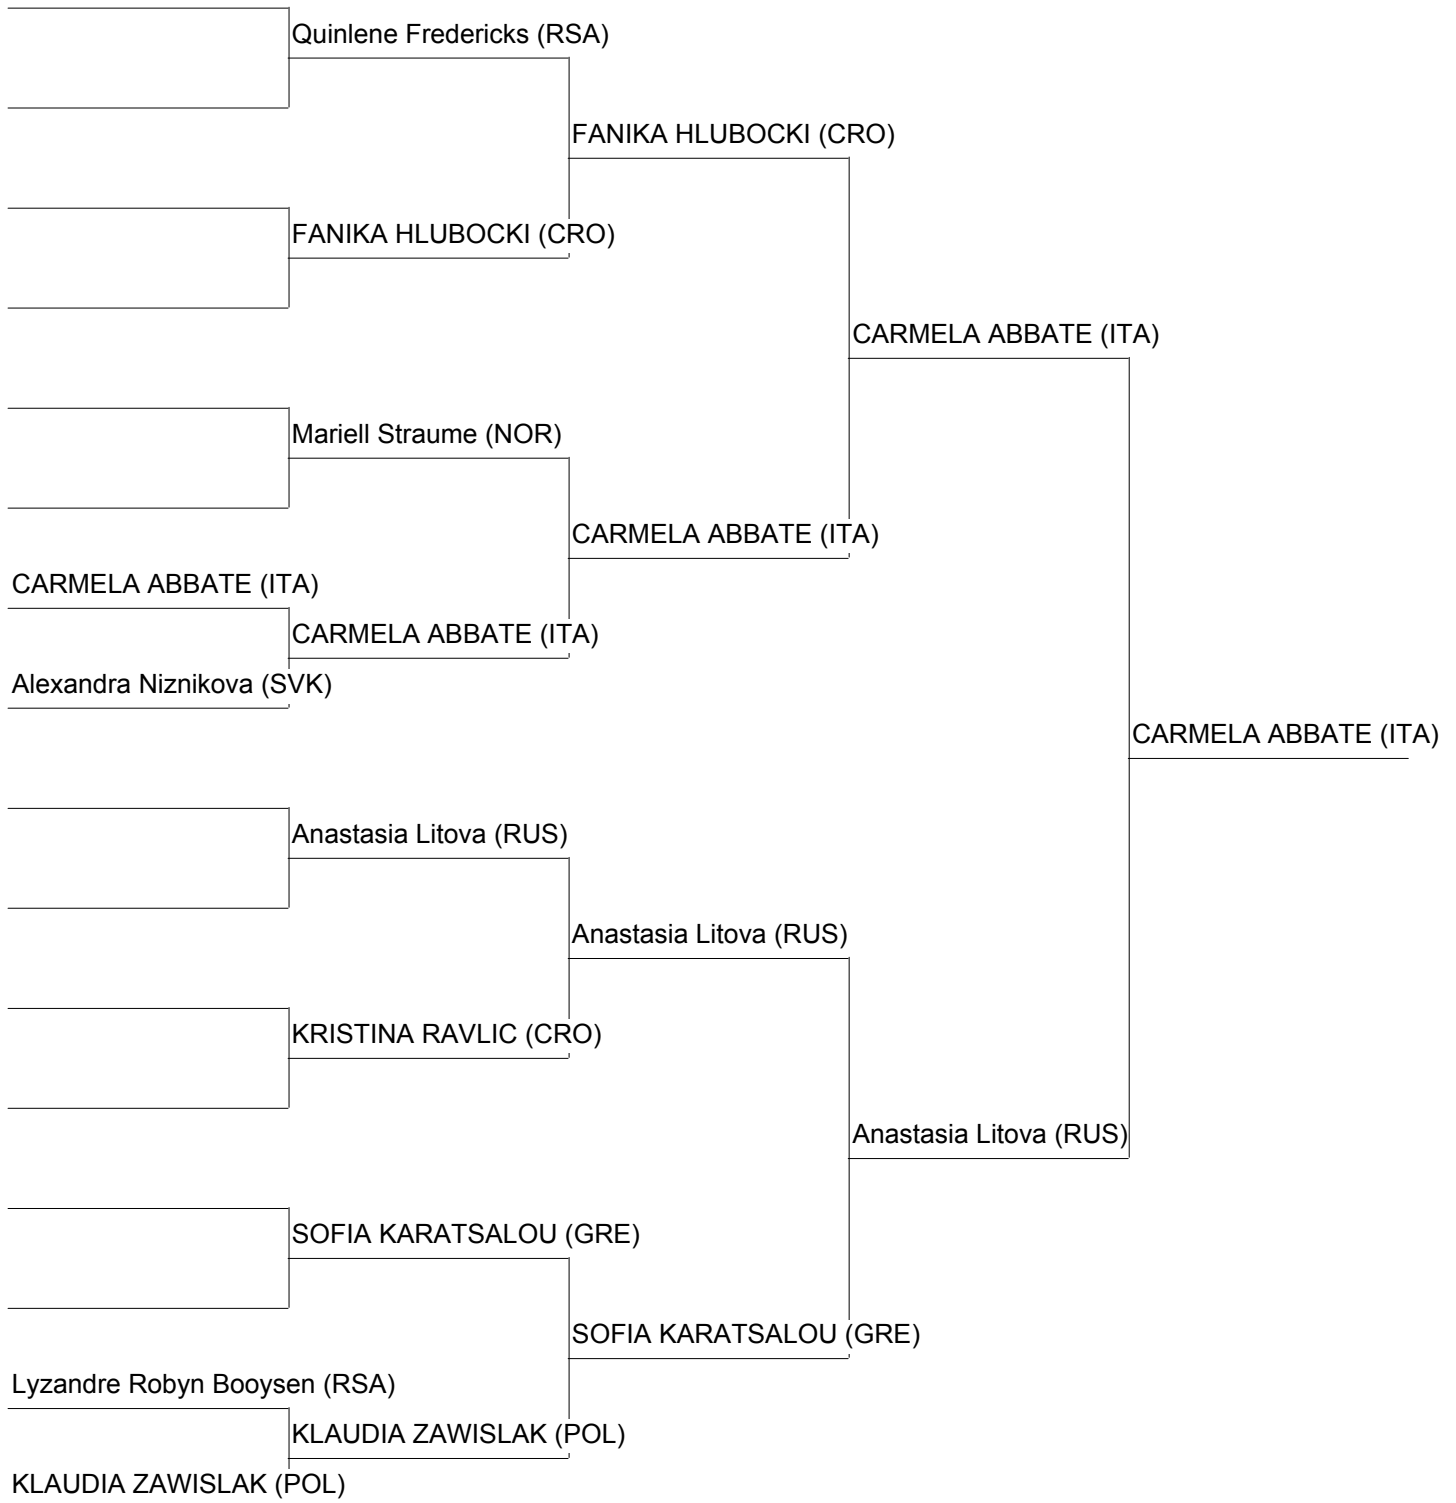 Quinlene Fredericks (RSA)
FANIKA HLUBOCKI (CRO)
FANIKA HLUBOCKI (CRO)
CARMELA ABBATE (ITA)
Mariell Straume (NOR)
CARMELA ABBATE (ITA)
CARMELA ABBATE (ITA)
CARMELA ABBATE (ITA)
Alexandra Niznikova (SVK)
CARMELA ABBATE (ITA)
Anastasia Litova (RUS)
Anastasia Litova (RUS)
KRISTINA RAVLIC (CRO)
Anastasia Litova (RUS)
SOFIA KARATSALOU (GRE)
SOFIA KARATSALOU (GRE)
Lyzandre Robyn Booysen (RSA)
KLAUDIA ZAWISLAK (POL)
KLAUDIA ZAWISLAK (POL)